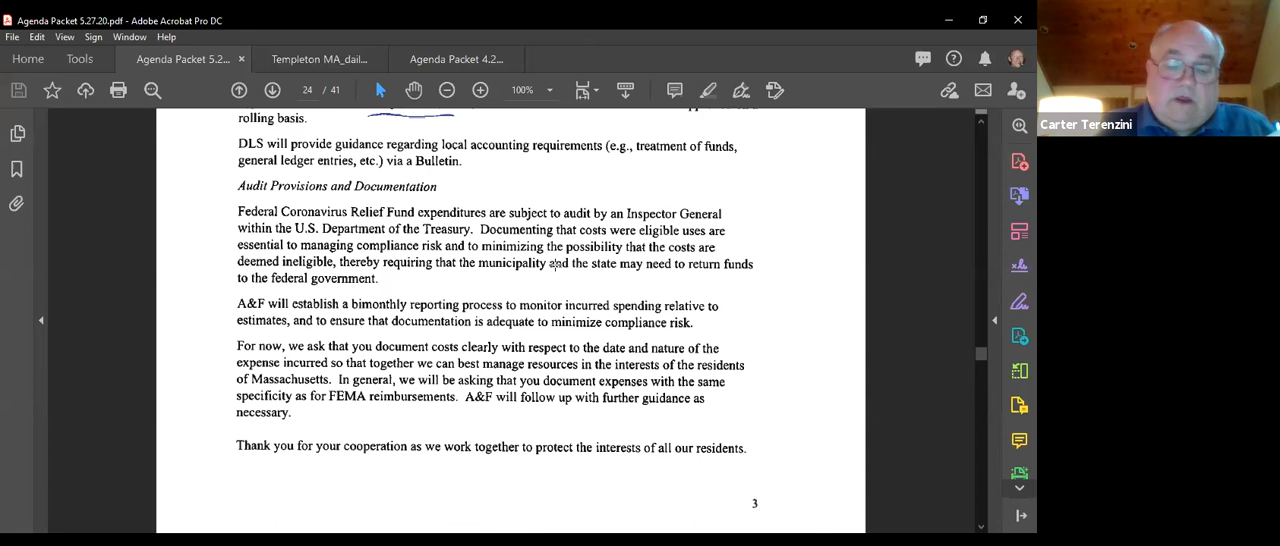 Agenda Packet 5.27.20.pdf - Adobe Acrobat Pro DC
File Edit View Sign Window Help
Home Tools Agenda Packet 5.2... × Templeton MA_dail... Agenda Packet 4.2...
24 / 41 100%
rolling basis.
DLS will provide guidance regarding local accounting requirements (e.g., treatment of funds,
general ledger entries, etc.) via a Bulletin.
Audit Provisions and Documentation
Federal Coronavirus Relief Fund expenditures are subject to audit by an Inspector General
within the U.S. Department of the Treasury. Documenting that costs were eligible uses are
essential to managing compliance risk and to minimizing the possibility that the costs are
deemed ineligible, thereby requiring that the municipality and the state may need to return funds
to the federal government.
A&F will establish a bimonthly reporting process to monitor incurred spending relative to
estimates, and to ensure that documentation is adequate to minimize compliance risk.
For now, we ask that you document costs clearly with respect to the date and nature of the
expense incurred so that together we can best manage resources in the interests of the residents
of Massachusetts. In general, we will be asking that you document expenses with the same
specificity as for FEMA reimbursements. A&F will follow up with further guidance as
necessary.
Thank you for your cooperation as we work together to protect the interests of all our residents.
3
Carter Terenzini